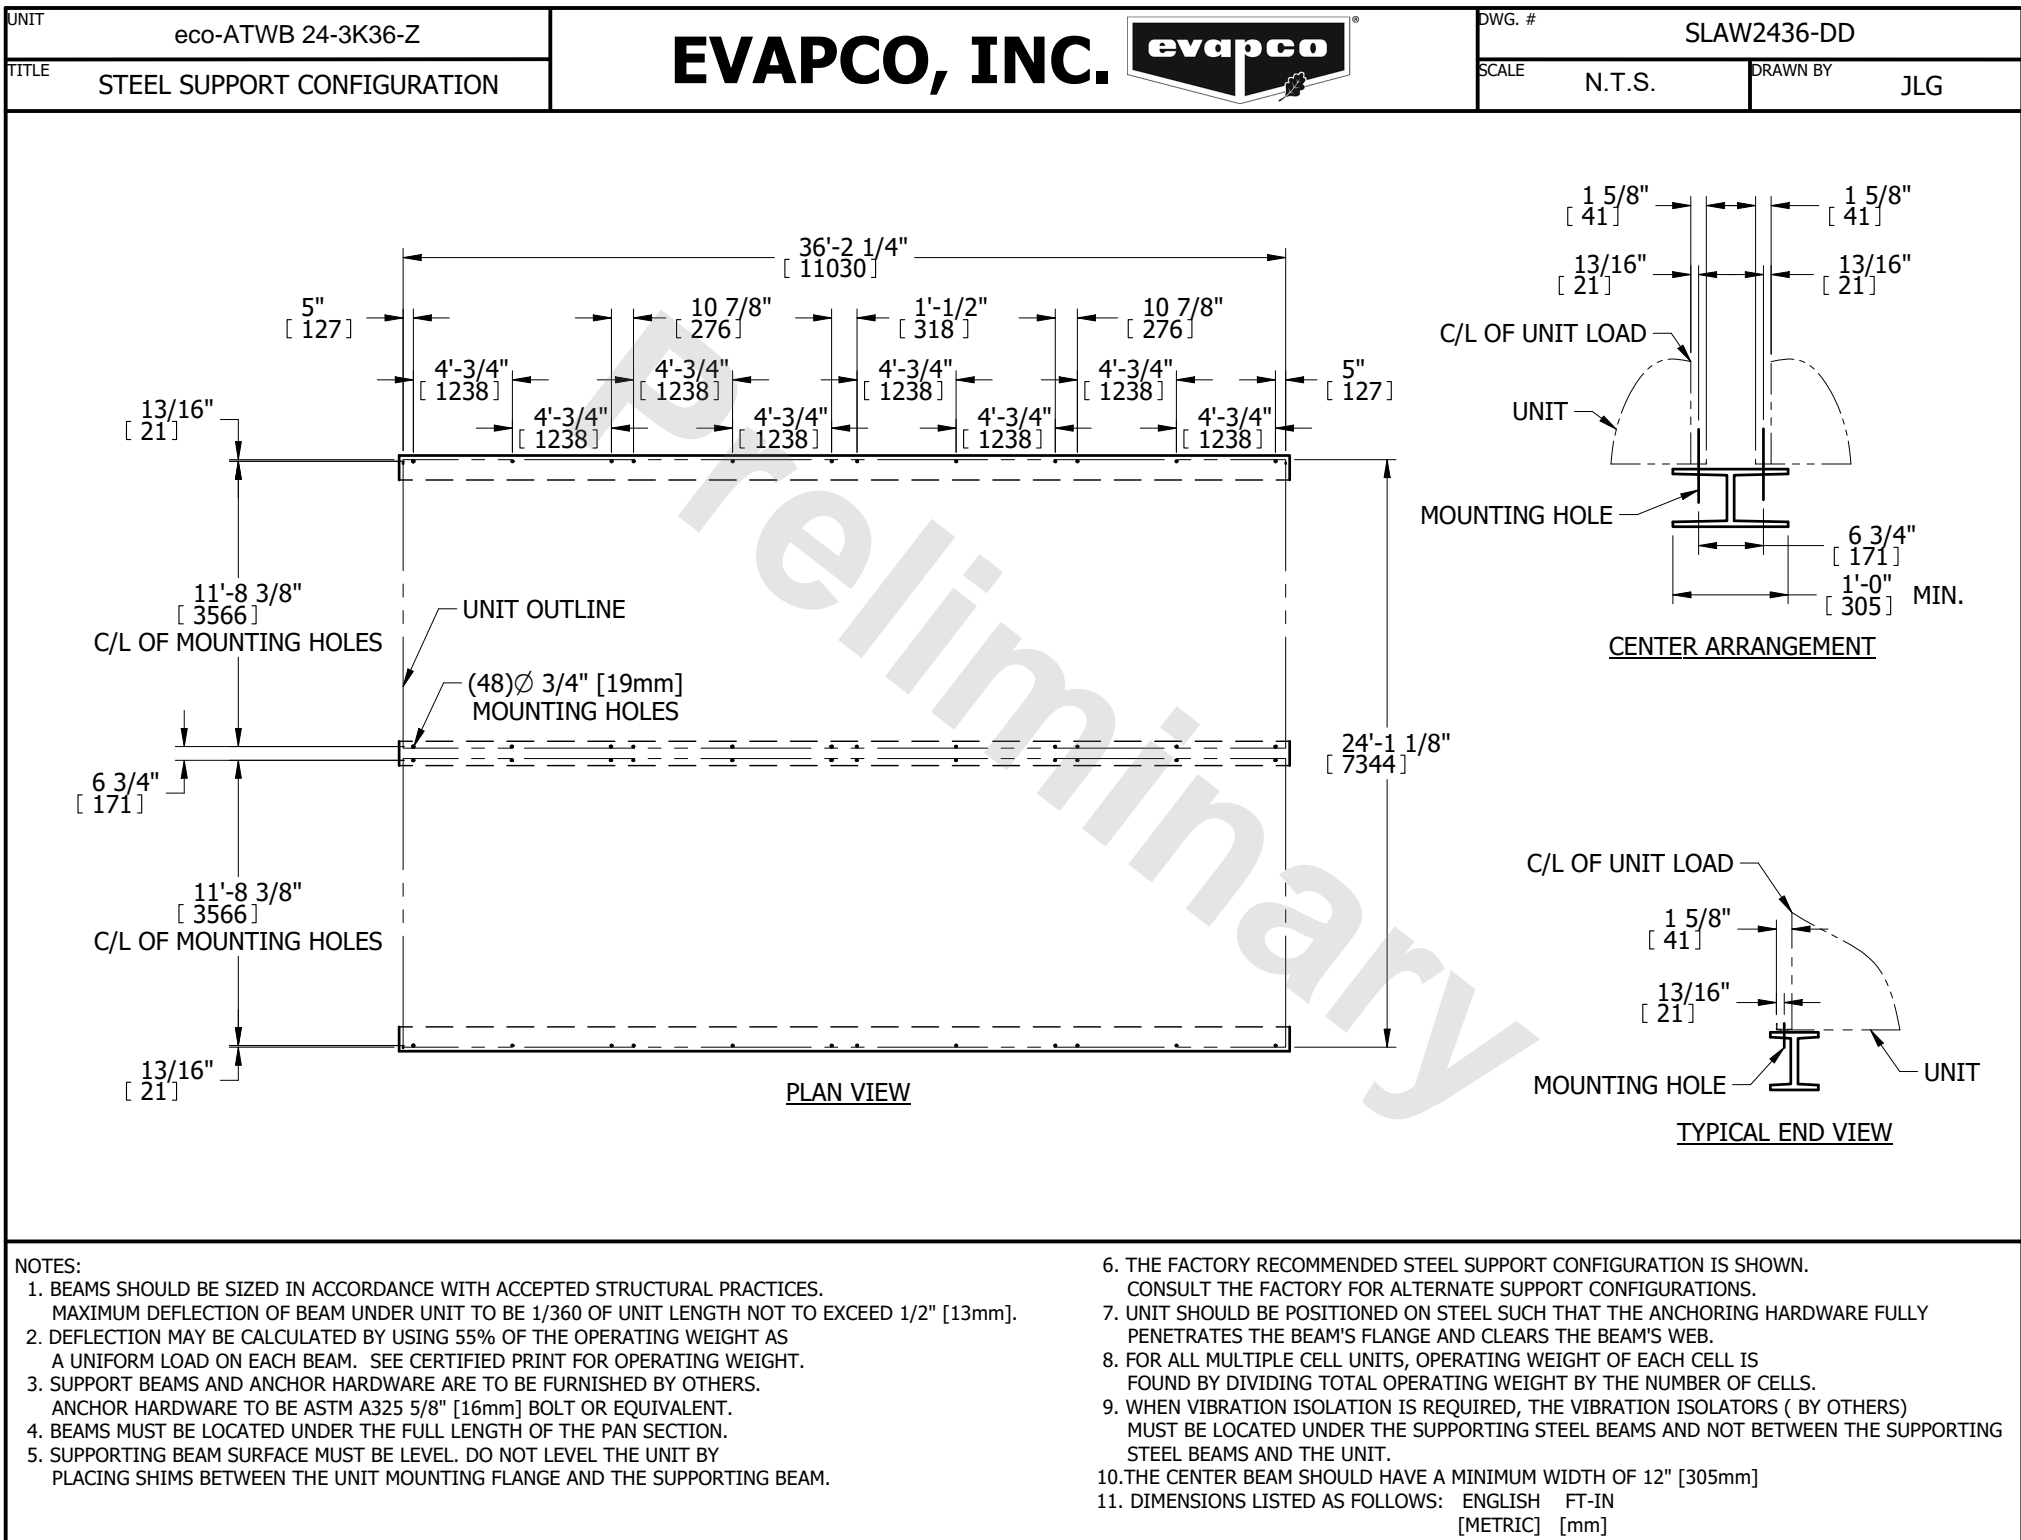 UNIT
eco-ATWB 24-3K36-Z
TITLE
STEEL SUPPORT CONFIGURATION
EVAPCO, INC.
evapco
®
DWG. #
SLAW2436-DD
SCALE
N.T.S.
DRAWN BY
JLG
36'-2 1/4"
[ 11030 ]
5"
[ 127 ]
10 7/8"
[ 276 ]
1'-1/2"
[ 318 ]
10 7/8"
[ 276 ]
4'-3/4"
[ 1238 ]
4'-3/4"
[ 1238 ]
4'-3/4"
[ 1238 ]
4'-3/4"
[ 1238 ]
5"
[ 127 ]
4'-3/4"
[ 1238 ]
4'-3/4"
[ 1238 ]
4'-3/4"
[ 1238 ]
4'-3/4"
[ 1238 ]
13/16"
[ 21 ]
11'-8 3/8"
[ 3566 ]
C/L OF MOUNTING HOLES
UNIT OUTLINE
(48)∅ 3/4" [19mm]
MOUNTING HOLES
6 3/4"
[ 171 ]
24'-1 1/8"
[ 7344 ]
11'-8 3/8"
[ 3566 ]
C/L OF MOUNTING HOLES
13/16"
[ 21 ]
PLAN VIEW
Preliminary
1 5/8"
[ 41 ]
1 5/8"
[ 41 ]
13/16"
[ 21 ]
13/16"
[ 21 ]
C/L OF UNIT LOAD
UNIT
MOUNTING HOLE
6 3/4"
[ 171 ]
1'-0"
[ 305 ] MIN.
CENTER ARRANGEMENT
C/L OF UNIT LOAD
1 5/8"
[ 41 ]
13/16"
[ 21 ]
MOUNTING HOLE
UNIT
TYPICAL END VIEW
NOTES:
1. BEAMS SHOULD BE SIZED IN ACCORDANCE WITH ACCEPTED STRUCTURAL PRACTICES.
MAXIMUM DEFLECTION OF BEAM UNDER UNIT TO BE 1/360 OF UNIT LENGTH NOT TO EXCEED 1/2" [13mm].
2. DEFLECTION MAY BE CALCULATED BY USING 55% OF THE OPERATING WEIGHT AS
A UNIFORM LOAD ON EACH BEAM. SEE CERTIFIED PRINT FOR OPERATING WEIGHT.
3. SUPPORT BEAMS AND ANCHOR HARDWARE ARE TO BE FURNISHED BY OTHERS.
ANCHOR HARDWARE TO BE ASTM A325 5/8" [16mm] BOLT OR EQUIVALENT.
4. BEAMS MUST BE LOCATED UNDER THE FULL LENGTH OF THE PAN SECTION.
5. SUPPORTING BEAM SURFACE MUST BE LEVEL. DO NOT LEVEL THE UNIT BY
PLACING SHIMS BETWEEN THE UNIT MOUNTING FLANGE AND THE SUPPORTING BEAM.
6. THE FACTORY RECOMMENDED STEEL SUPPORT CONFIGURATION IS SHOWN.
CONSULT THE FACTORY FOR ALTERNATE SUPPORT CONFIGURATIONS.
7. UNIT SHOULD BE POSITIONED ON STEEL SUCH THAT THE ANCHORING HARDWARE FULLY
PENETRATES THE BEAM'S FLANGE AND CLEARS THE BEAM'S WEB.
8. FOR ALL MULTIPLE CELL UNITS, OPERATING WEIGHT OF EACH CELL IS
FOUND BY DIVIDING TOTAL OPERATING WEIGHT BY THE NUMBER OF CELLS.
9. WHEN VIBRATION ISOLATION IS REQUIRED, THE VIBRATION ISOLATORS ( BY OTHERS)
MUST BE LOCATED UNDER THE SUPPORTING STEEL BEAMS AND NOT BETWEEN THE SUPPORTING
STEEL BEAMS AND THE UNIT.
10.THE CENTER BEAM SHOULD HAVE A MINIMUM WIDTH OF 12" [305mm]
11. DIMENSIONS LISTED AS FOLLOWS: ENGLISH FT-IN
[METRIC] [mm]